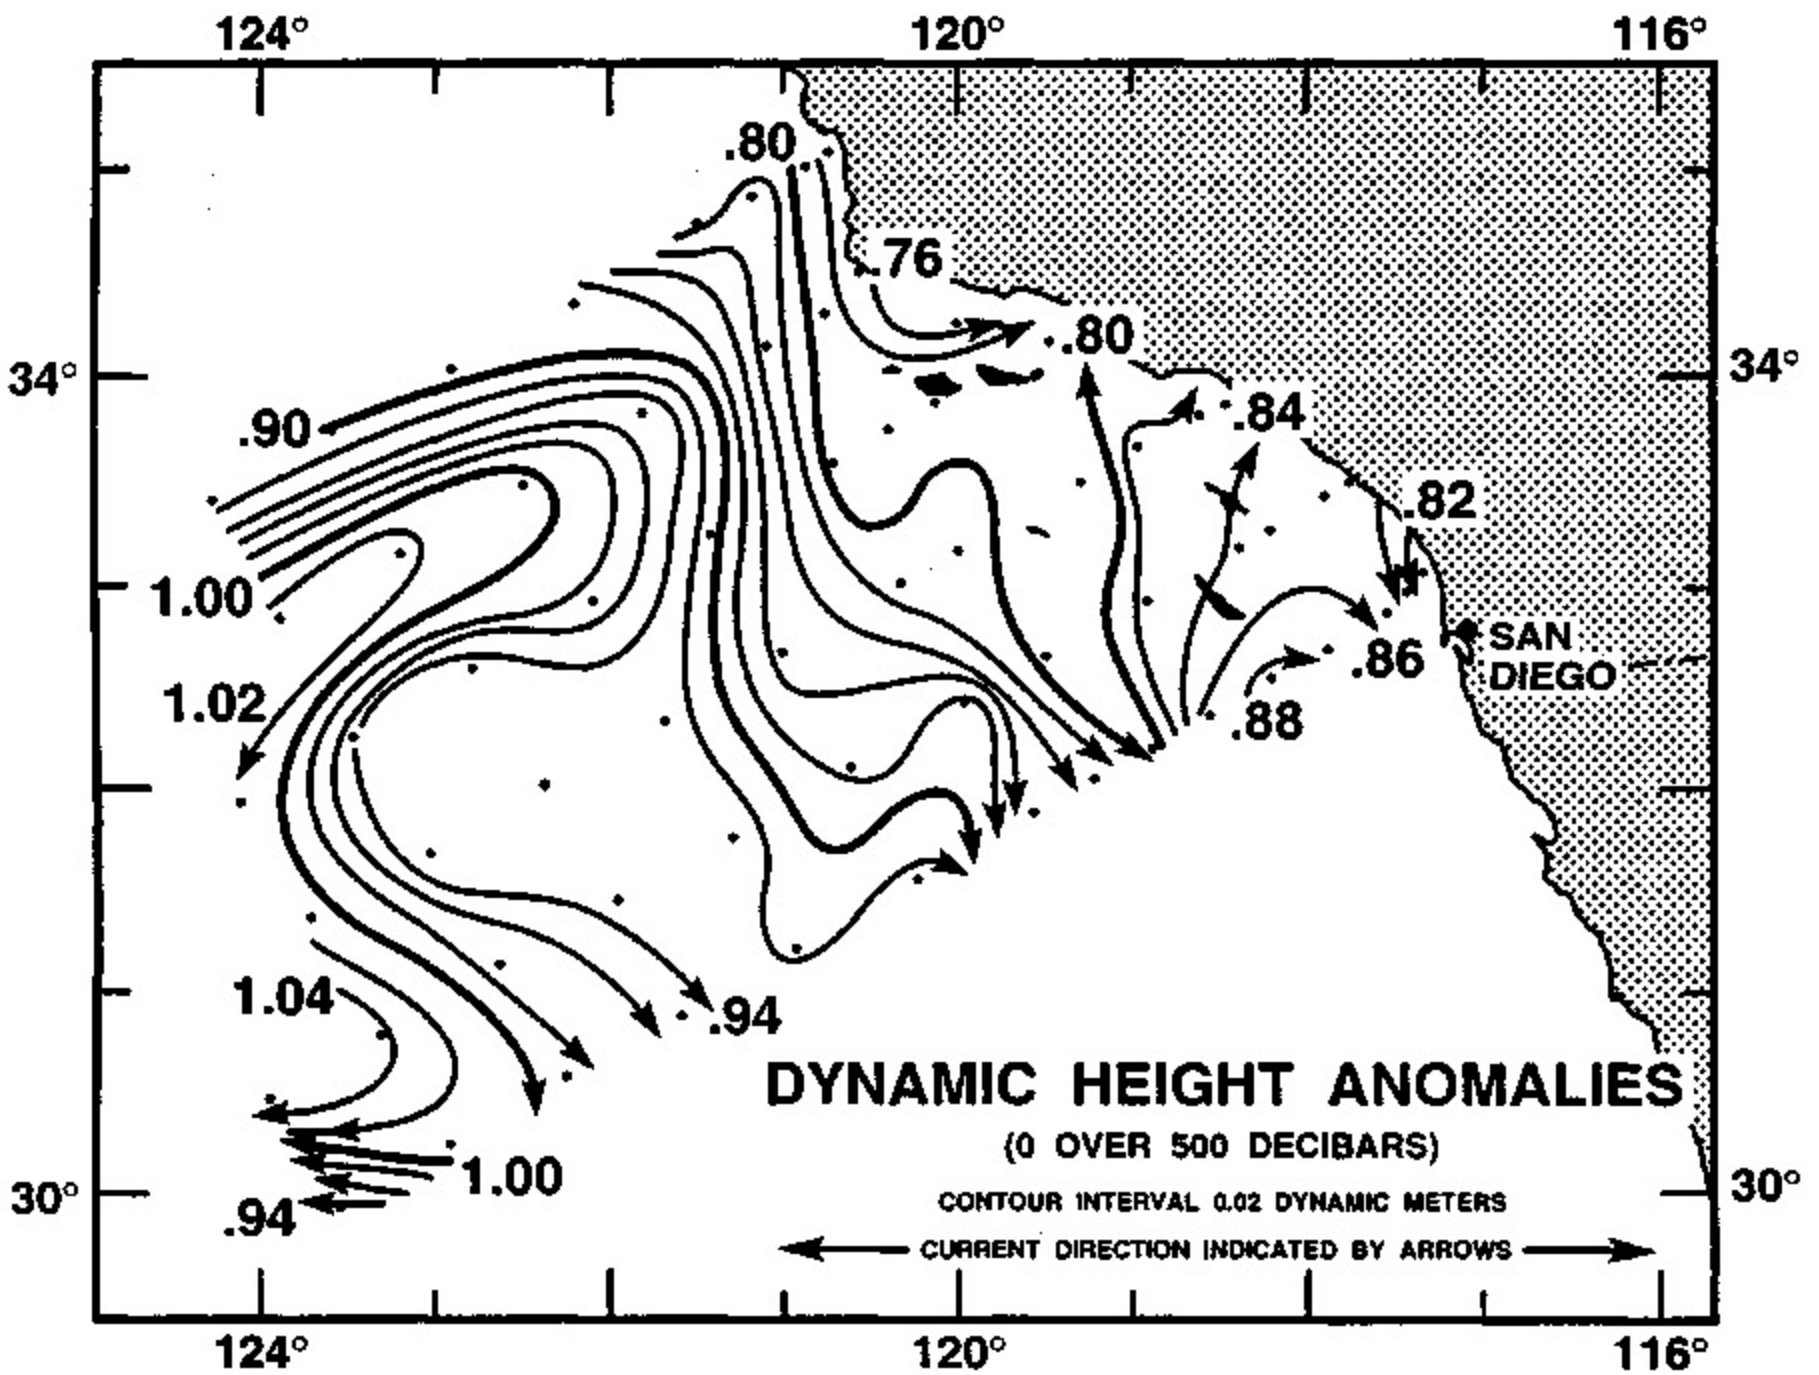 124° 120° 116°
.80
.76
.80
34° 34°
.84
.90
.82
1.00
SAN
DIEGO
.86
1.02
.88
1.04
.94
DYNAMIC HEIGHT ANOMALIES
(0 OVER 500 DECIBARS)
1.00
30° 30°
CONTOUR INTERVAL 0.02 DYNAMIC METERS
.94
CURRENT DIRECTION INDICATED BY ARROWS
124° 120° 116°